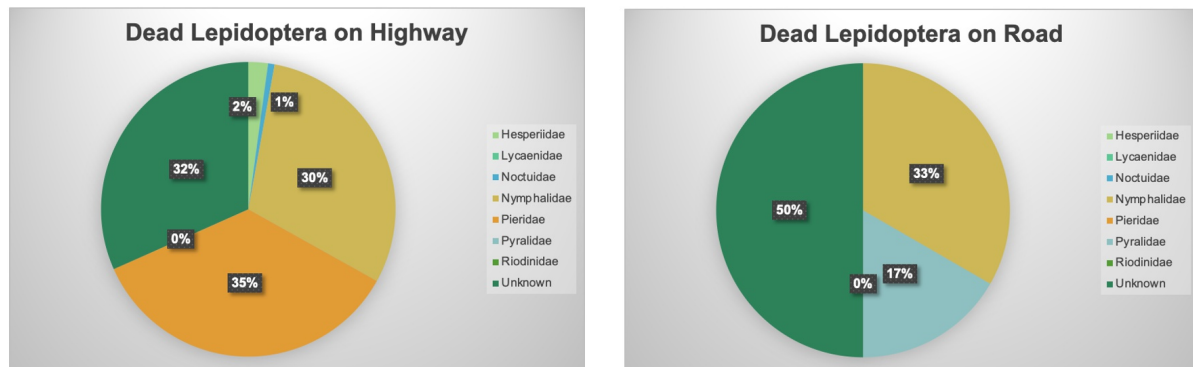 Dead Lepidoptera on Highway
2%
1%
32%
30%
0%
35%
Hesperiidae
Lycaenidae
Noctuidae
Nymphalidae
Pieridae
Pyralidae
Riodinidae
Unknown
Dead Lepidoptera on Road
33%
50%
0%
17%
Hesperiidae
Lycaenidae
Noctuidae
Nymphalidae
Pieridae
Pyralidae
Riodinidae
Unknown